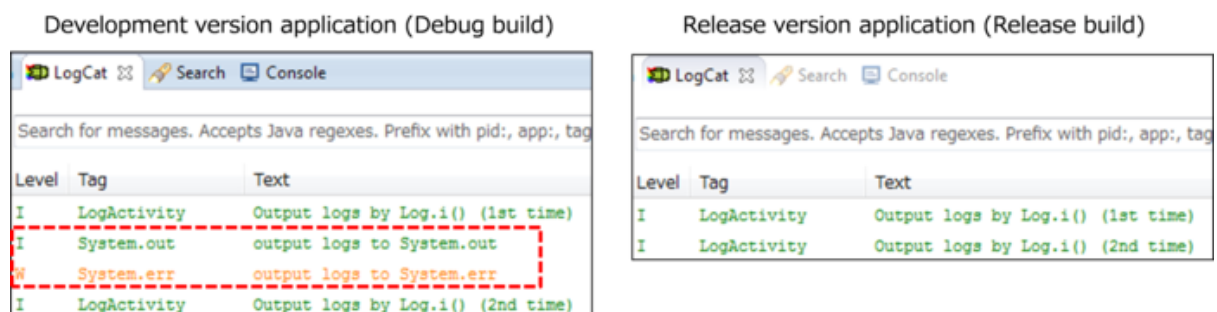 Development version application (Debug build)
LogCat Search Console
Search for messages. Accepts Java regexes. Prefix with pid:, app:, tag
Level Tag Text
I LogActivity Output logs by Log.i() (1st time)
I System.out output logs to System.out
W System.err output logs to System.err
I LogActivity Output logs by Log.i() (2nd time)
Release version application (Release build)
LogCat Search Console
Search for messages. Accepts Java regexes. Prefix with pid:, app:, tag
Level Tag Text
I LogActivity Output logs by Log.i() (1st time)
I LogActivity Output logs by Log.i() (2nd time)